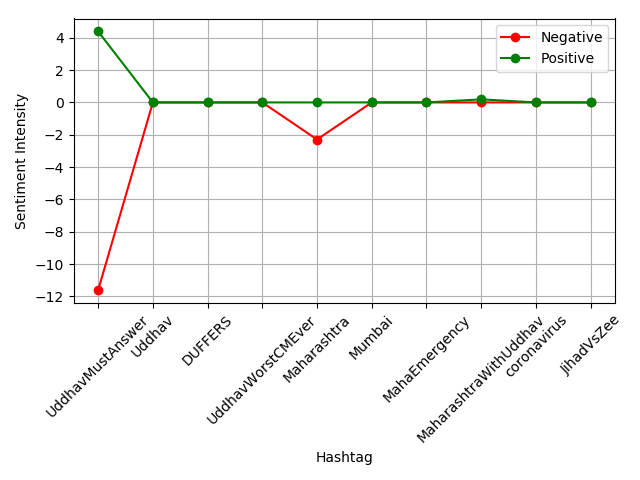 Negative
Positive
Sentiment Intensity
4
2
0
−2
−4
−6
−8
−10
−12
UddhavMustAnswer
Uddhav
DUFFERS
UddhavWorstCMEver
Maharashtra
Mumbai
MahaEmergency
MaharashtraWithUddhav
coronavirus
JihadVsZee
Hashtag